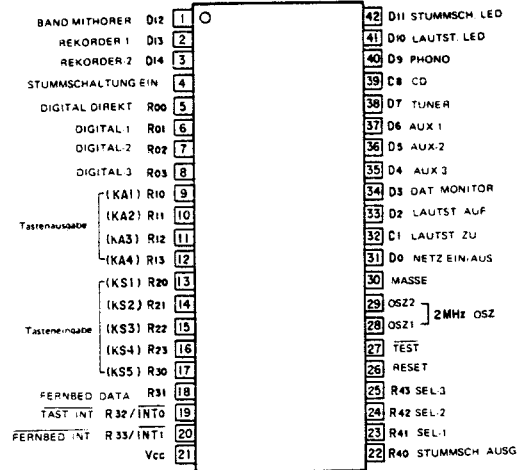 BAND MITHORER D12 1
REKORDER 1 D13 2
REKORDER-2 D14 3
STUMMSCHALTUNG EIN 4
DIGITAL DIREKT R00 5
DIGITAL-1 R01 6
DIGITAL-2 R02 7
DIGITAL-3 R03 8
Tastenausgabe
(KA1) R10 9
(KA2) R11 10
(KA3) R12 11
(KA4) R13 12
Tasteneingabe
(KS1) R20 13
(KS2) R21 14
(KS3) R22 15
(KS4) R23 16
(KS5) R30 17
FERNBED DATA R31 18
TAST INT R32/INT0 19
FERNBED INT R33/INT1 20
Vcc 21
42 D11 STUMMSCH. LED
41 D10 LAUTST. LED
40 D9 PHONO
39 C8 CD
38 D7 TUNER
37 D6 AUX 1
36 D5 AUX-2
35 D4 AUX 3
34 D3 DAT MONITOR
33 D2 LAUTST AUF
32 C1 LAUTST ZU
31 D0 NETZ EIN-AUS
30 MASSE
29 OSZ2
28 OSZ1
2MHz OSZ
27 TEST
26 RESET
25 R43 SEL-3
24 R42 SEL-2
23 R41 SEL-1
22 R40 STUMMSCH AUSG